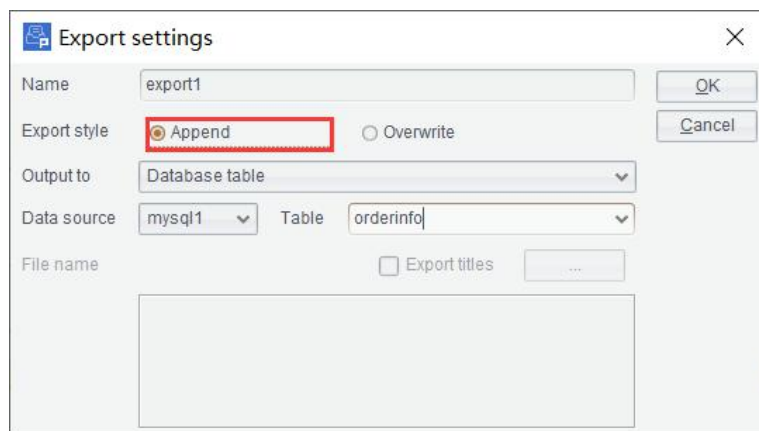 Export settings
Name export1 OK
Export style Append Overwrite Cancel
Output to Database table
Data source mysql1 Table orderinfo
File name Export titles ...